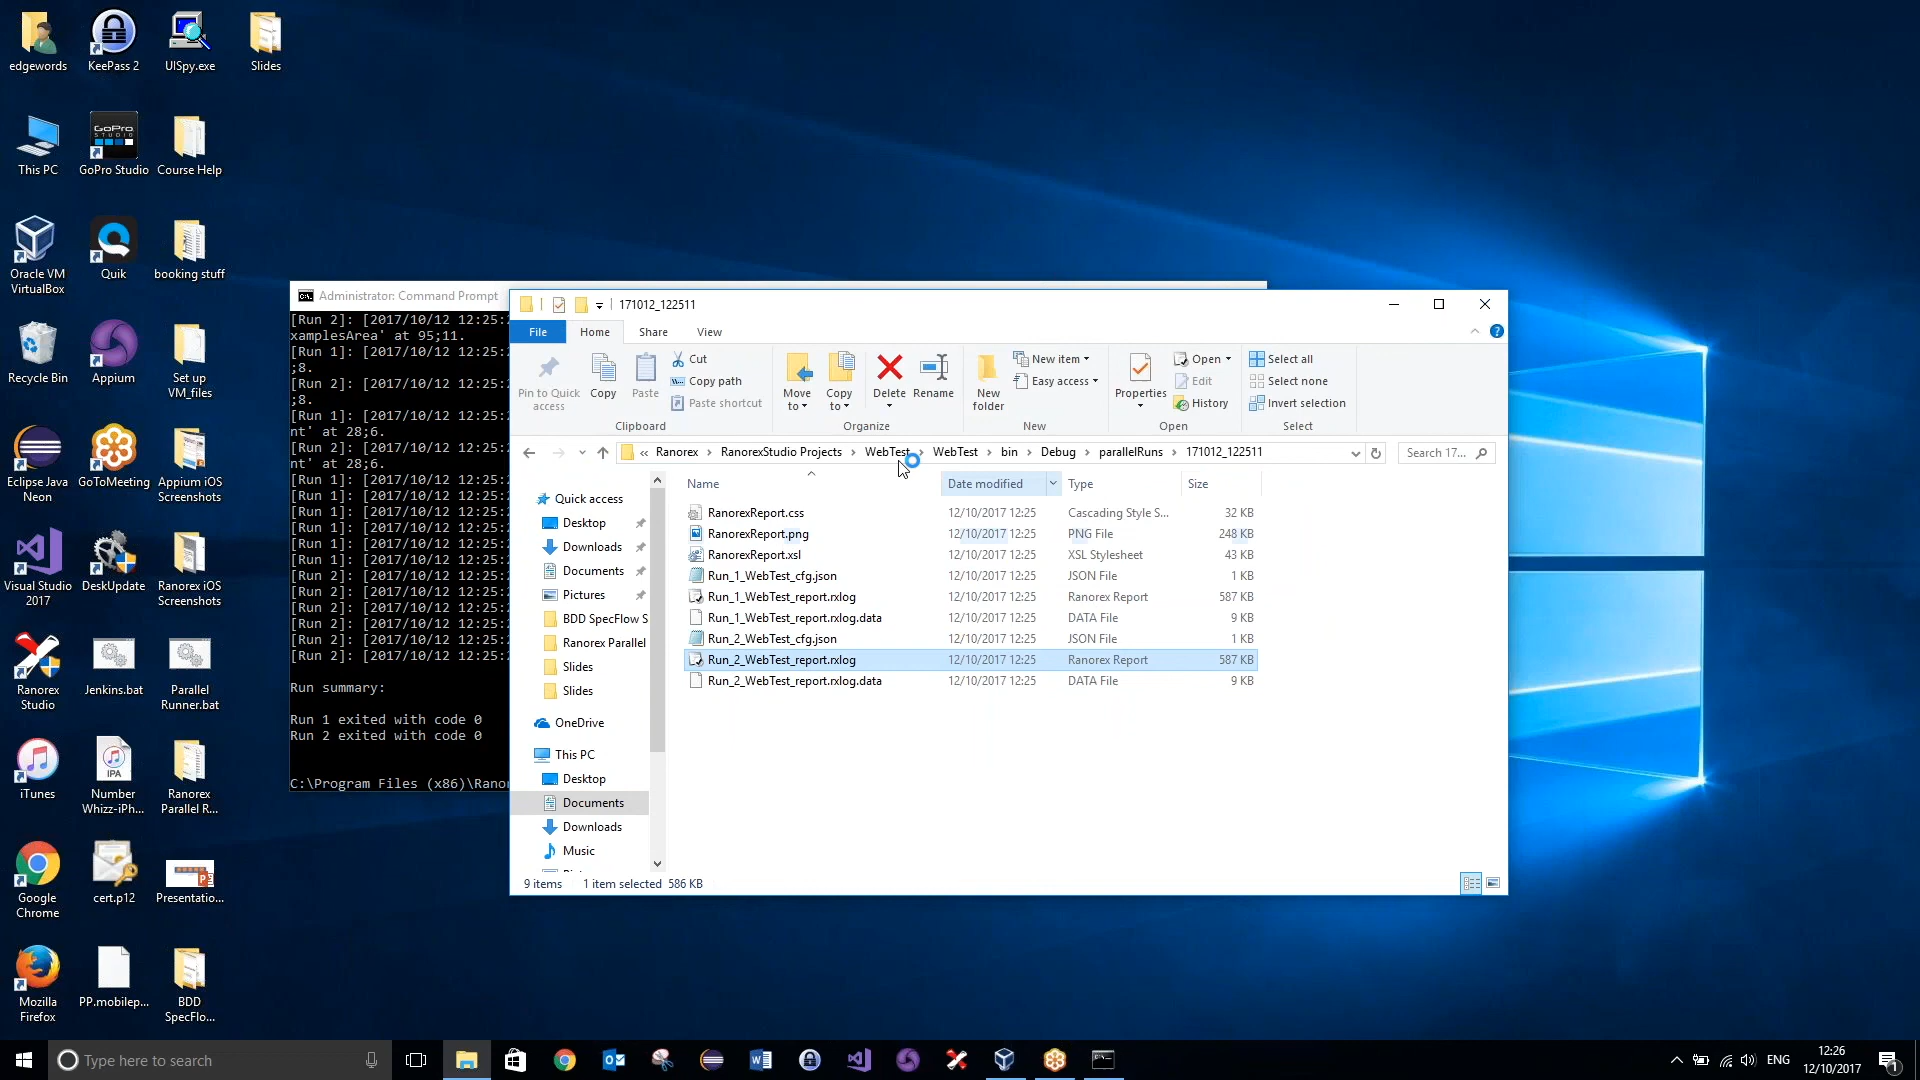 edgewords
KeePass 2
UISpy.exe
Slides
This PC
GoPro Studio
Course Help
Oracle VM
VirtualBox
Quik
booking stuff
Recycle Bin
Appium
Set up
VM_files
Eclipse Java
Neon
GoToMeeting
Appium iOS
Screenshots
Visual Studio
2017
DeskUpdate
Ranorex iOS
Screenshots
Ranorex
Studio
Jenkins.bat
Parallel
Runner.bat
iTunes
IPA
Number
Whizz-iPh...
Ranorex
Parallel R...
Google
Chrome
cert.p12
Presentatio...
Mozilla
Firefox
PP.mobilep...
BDD
SpecFlo...
Administrator: Command Prompt
[Run 2]: [2017/10/12 12:25:2
xamplesArea' at 95;11.
[Run 1]: [2017/10/12 12:25:2
;8.
[Run 2]: [2017/10/12 12:25:2
;8.
[Run 1]: [2017/10/12 12:25:2
nt' at 28;6.
[Run 2]: [2017/10/12 12:25:2
nt' at 28;6.
[Run 1]: [2017/10/12 12:25:2
[Run 1]: [2017/10/12 12:25:2
[Run 1]: [2017/10/12 12:25:2
[Run 1]: [2017/10/12 12:25:2
[Run 1]: [2017/10/12 12:25:2
[Run 1]: [2017/10/12 12:25:2
[Run 2]: [2017/10/12 12:25:2
[Run 2]: [2017/10/12 12:25:2
[Run 2]: [2017/10/12 12:25:2
[Run 2]: [2017/10/12 12:25:2
[Run 2]: [2017/10/12 12:25:2
[Run 2]: [2017/10/12 12:25:2
Run summary:
Run 1 exited with code 0
Run 2 exited with code 0
C:\Program Files (x86)\Ranor
171012_122511
File Home Share View
Pin to Quick
access
Copy
Paste
Cut
Copy path
Paste shortcut
Clipboard
Move
to
Copy
to
Delete
Rename
Organize
New
folder
New item
Easy access
New
Properties
Open
Edit
History
Open
Select all
Select none
Invert selection
Select
« Ranorex › RanorexStudio Projects › WebTest › WebTest › bin › Debug › parallelRuns › 171012_122511
Search 17...
Quick access
Desktop
Downloads
Documents
Pictures
BDD SpecFlow S
Ranorex Parallel
Slides
Slides
OneDrive
This PC
Desktop
Documents
Downloads
Music
Name Date modified Type Size
RanorexReport.css 12/10/2017 12:25 Cascading Style S... 32 KB
RanorexReport.png 12/10/2017 12:25 PNG File 248 KB
RanorexReport.xsl 12/10/2017 12:25 XSL Stylesheet 43 KB
Run_1_WebTest_cfg.json 12/10/2017 12:25 JSON File 1 KB
Run_1_WebTest_report.rxlog 12/10/2017 12:25 Ranorex Report 587 KB
Run_1_WebTest_report.rxlog.data 12/10/2017 12:25 DATA File 9 KB
Run_2_WebTest_cfg.json 12/10/2017 12:25 JSON File 1 KB
Run_2_WebTest_report.rxlog 12/10/2017 12:25 Ranorex Report 587 KB
Run_2_WebTest_report.rxlog.data 12/10/2017 12:25 DATA File 9 KB
9 items 1 item selected 586 KB
Type here to search
ENG
12:26
12/10/2017
1